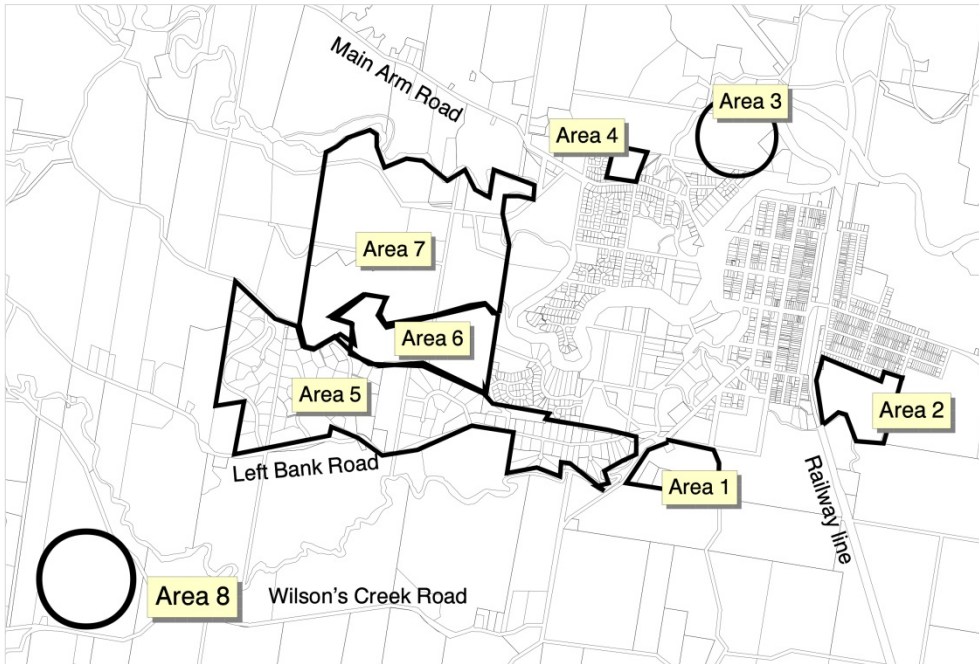 Main Arm Road
Area 3
Area 4
Area 7
Area 6
Area 5
Area 2
Left Bank Road
Area 1
Railway line
Area 8
Wilson's Creek Road